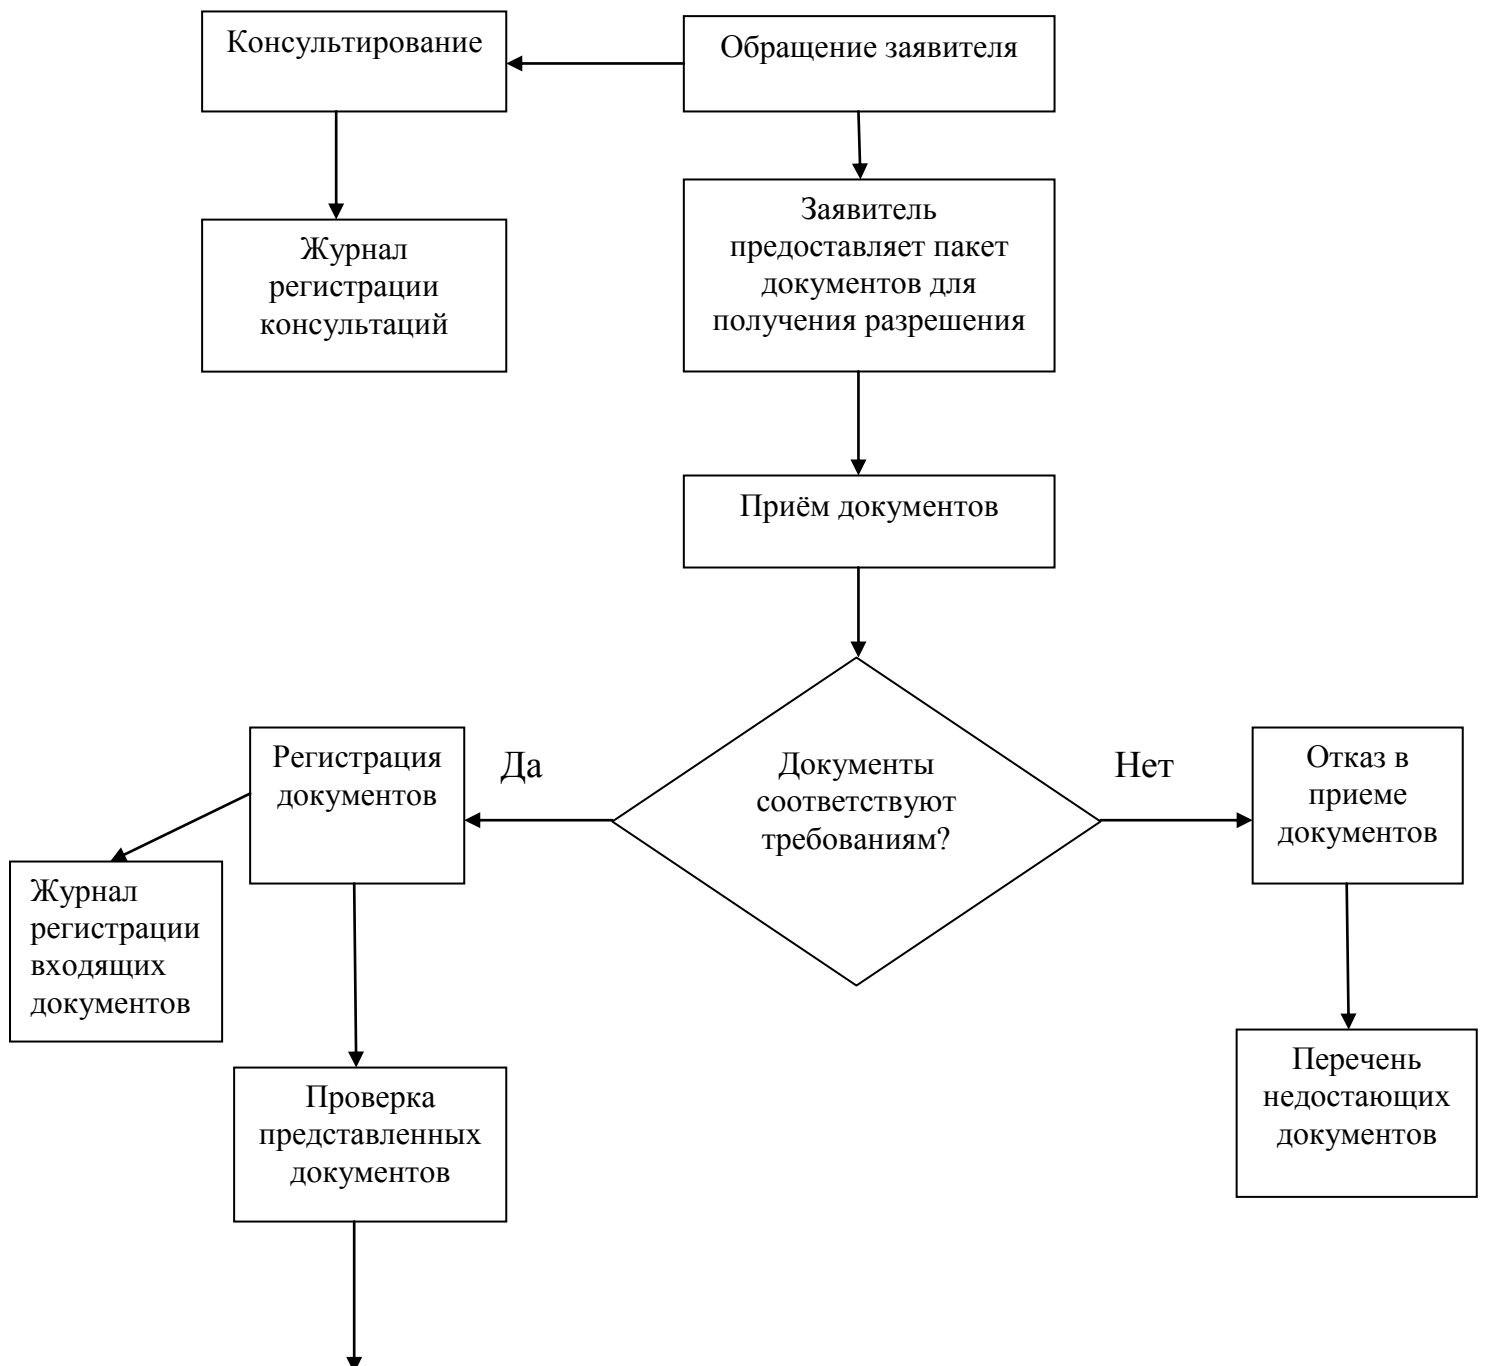 Консультирование
Обращение заявителя
Заявитель
предоставляет пакет
документов для
получения разрешения
Журнал
регистрации
консультаций
Приём документов
Документы
соответствуют
требованиям?
Да
Нет
Регистрация
документов
Отказ в
приеме
документов
Журнал
регистрации
входящих
документов
Проверка
представленных
документов
Перечень
недостающих
документов